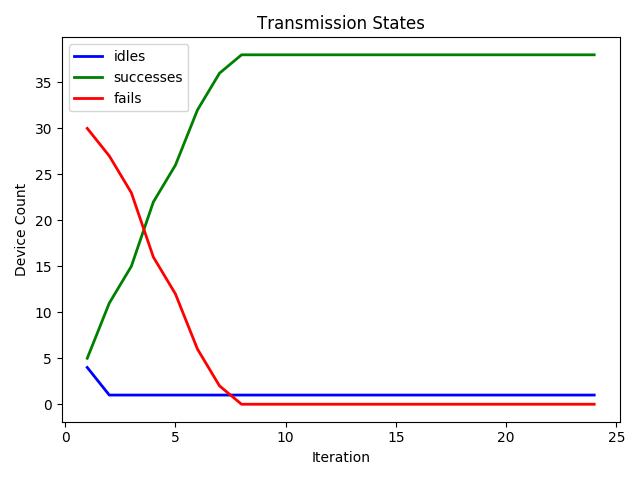 Transmission States
idles
successes
fails
Device Count
35
30
25
20
15
10
5
0
0 5 10 15 20 25
Iteration